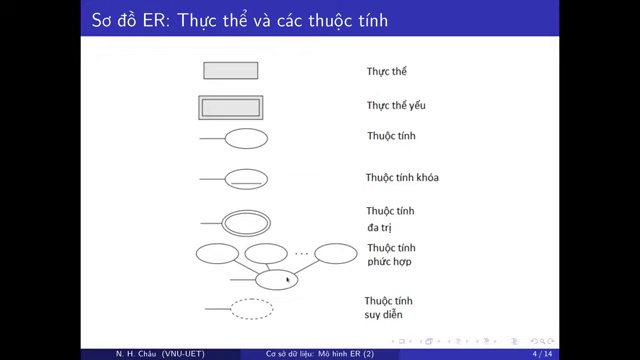 Sơ đồ ER: Thực thể và các thuộc tính
Thực thể
Thực thể yếu
Thuộc tính
Thuộc tính khóa
Thuộc tính
đa trị
Thuộc tính
phức hợp
Thuộc tính
suy diễn
N. H. Châu (VNU-UET)
Cơ sở dữ liệu: Mô hình ER (2)
4 / 14